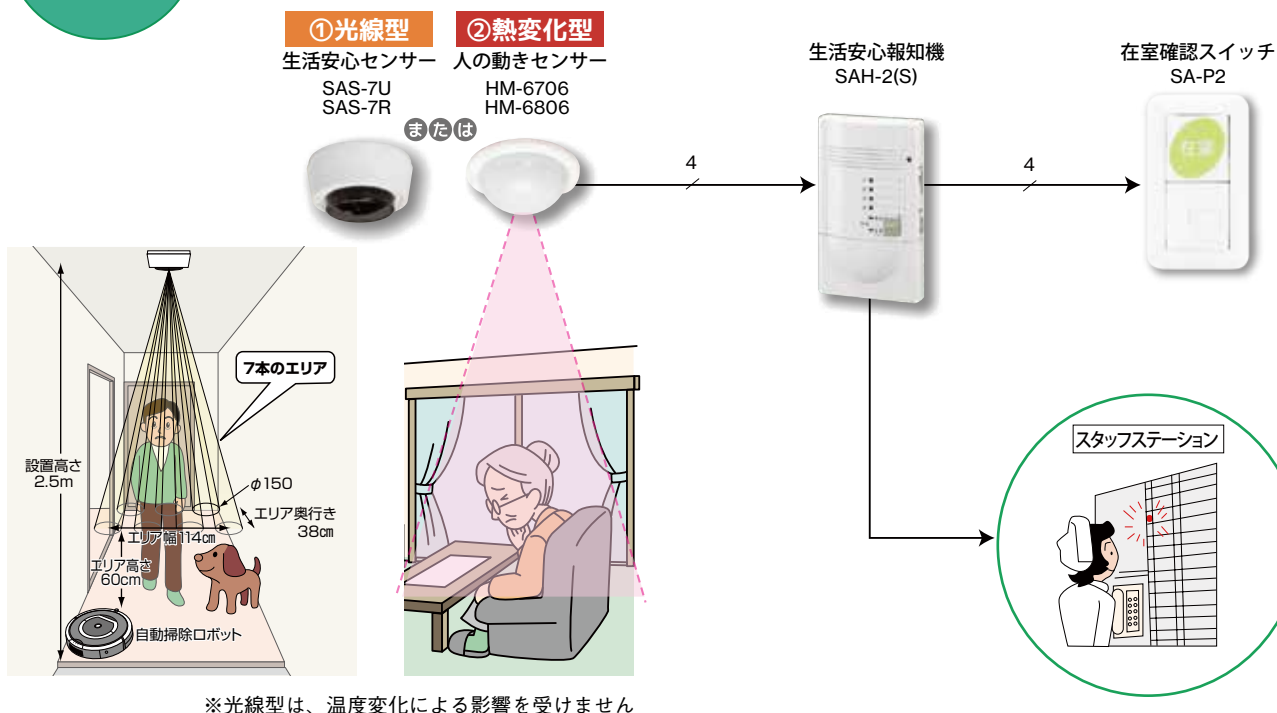 ①光線型
生活安心センサー
SAS-7U
SAS-7R
または
②熱変化型
人の動きセンサー
HM-6706
HM-6806
4
生活安心報知機
SAH-2(S)
4
在室確認スイッチ
SA-P2
在室
7本のエリア
設置高さ
2.5m
φ150
エリア奥行き
38㎝
エリア幅114㎝
エリア高さ
60cm
自動掃除ロボット
スタッフステーション
※光線型は、温度変化による影響を受けません